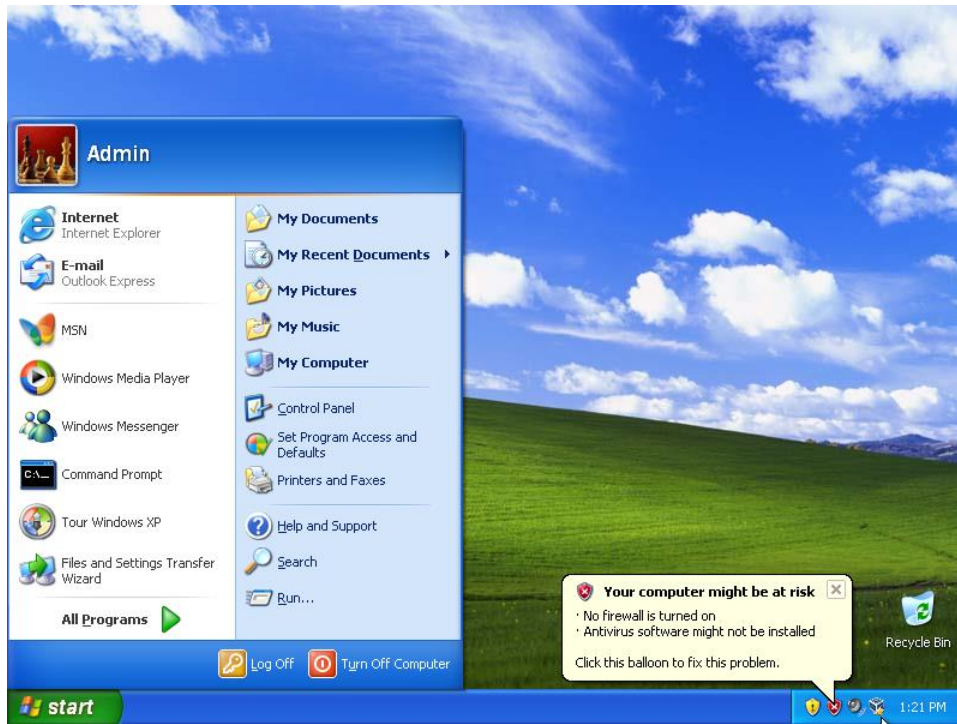 Admin
Internet
Internet Explorer
E-mail
Outlook Express
MSN
Windows Media Player
Windows Messenger
C:\_
Command Prompt
Tour Windows XP
Files and Settings Transfer
Wizard
All Programs
My Documents
My Recent Documents
My Pictures
My Music
My Computer
Control Panel
Set Program Access and
Defaults
Printers and Faxes
Help and Support
Search
Run...
Log Off
Turn Off Computer
Your computer might be at risk
· No firewall is turned on
· Antivirus software might not be installed
Click this balloon to fix this problem.
Recycle Bin
start
1:21 PM